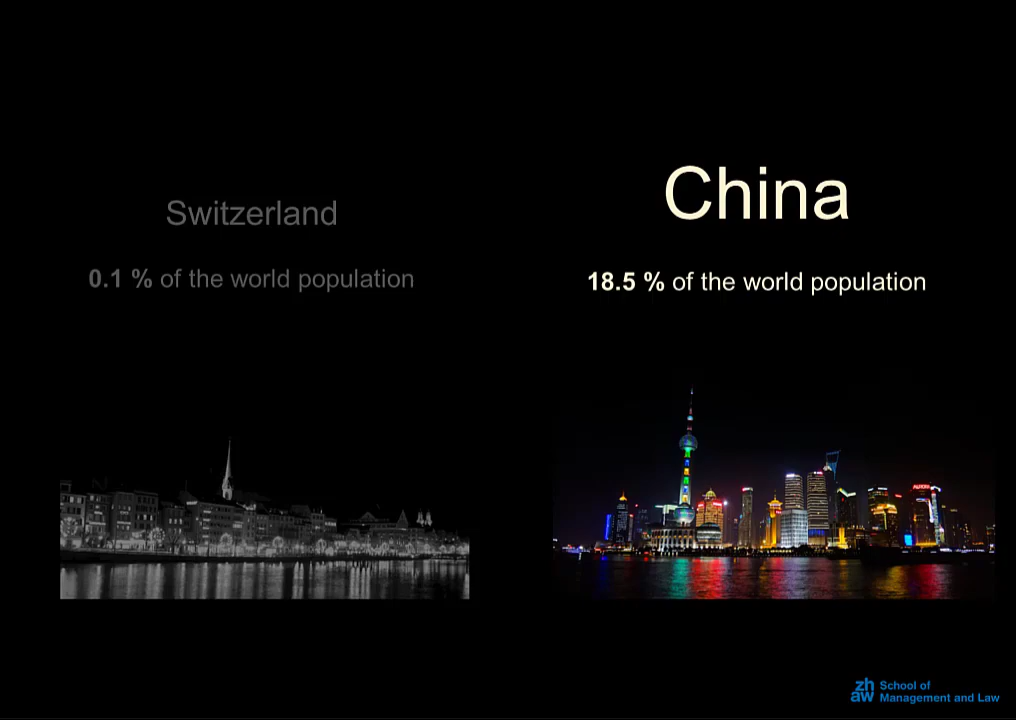 Switzerland
0.1 % of the world population
China
18.5 % of the world population
zh
aw
School of
Management and Law